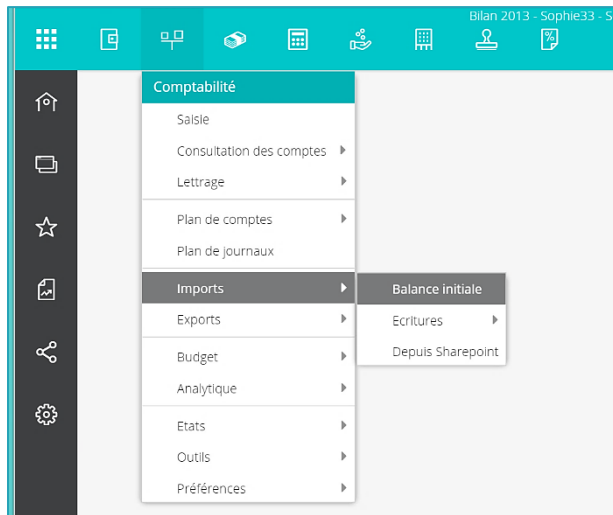 Bilan 2013 - Sophie33 - S
Comptabilité
Saisie
Consultation des comptes
Lettrage
Plan de comptes
Plan de journaux
Imports
Balance initiale
Exports
Ecritures
Depuis Sharepoint
Budget
Analytique
Etats
Outils
Préférences